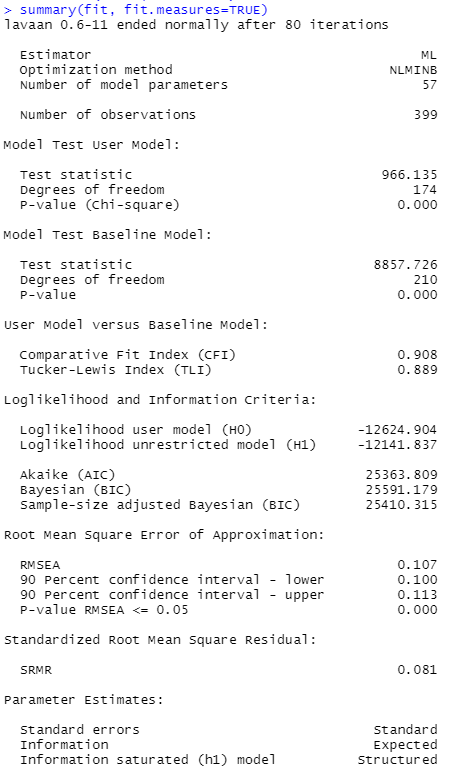 > summary(fit, fit.measures=TRUE)
lavaan 0.6-11 ended normally after 80 iterations
Estimator ML
Optimization method NLMINB
Number of model parameters 57
Number of observations 399
Model Test User Model:
Test statistic 966.135
Degrees of freedom 174
P-value (Chi-square) 0.000
Model Test Baseline Model:
Test statistic 8857.726
Degrees of freedom 210
P-value 0.000
User Model versus Baseline Model:
Comparative Fit Index (CFI) 0.908
Tucker-Lewis Index (TLI) 0.889
Loglikelihood and Information Criteria:
Loglikelihood user model (H0) -12624.904
Loglikelihood unrestricted model (H1) -12141.837
Akaike (AIC) 25363.809
Bayesian (BIC) 25591.179
Sample-size adjusted Bayesian (BIC) 25410.315
Root Mean Square Error of Approximation:
RMSEA 0.107
90 Percent confidence interval - lower 0.100
90 Percent confidence interval - upper 0.113
P-value RMSEA <= 0.05 0.000
Standardized Root Mean Square Residual:
SRMR 0.081
Parameter Estimates:
Standard errors Standard
Information Expected
Information saturated (h1) model Structured